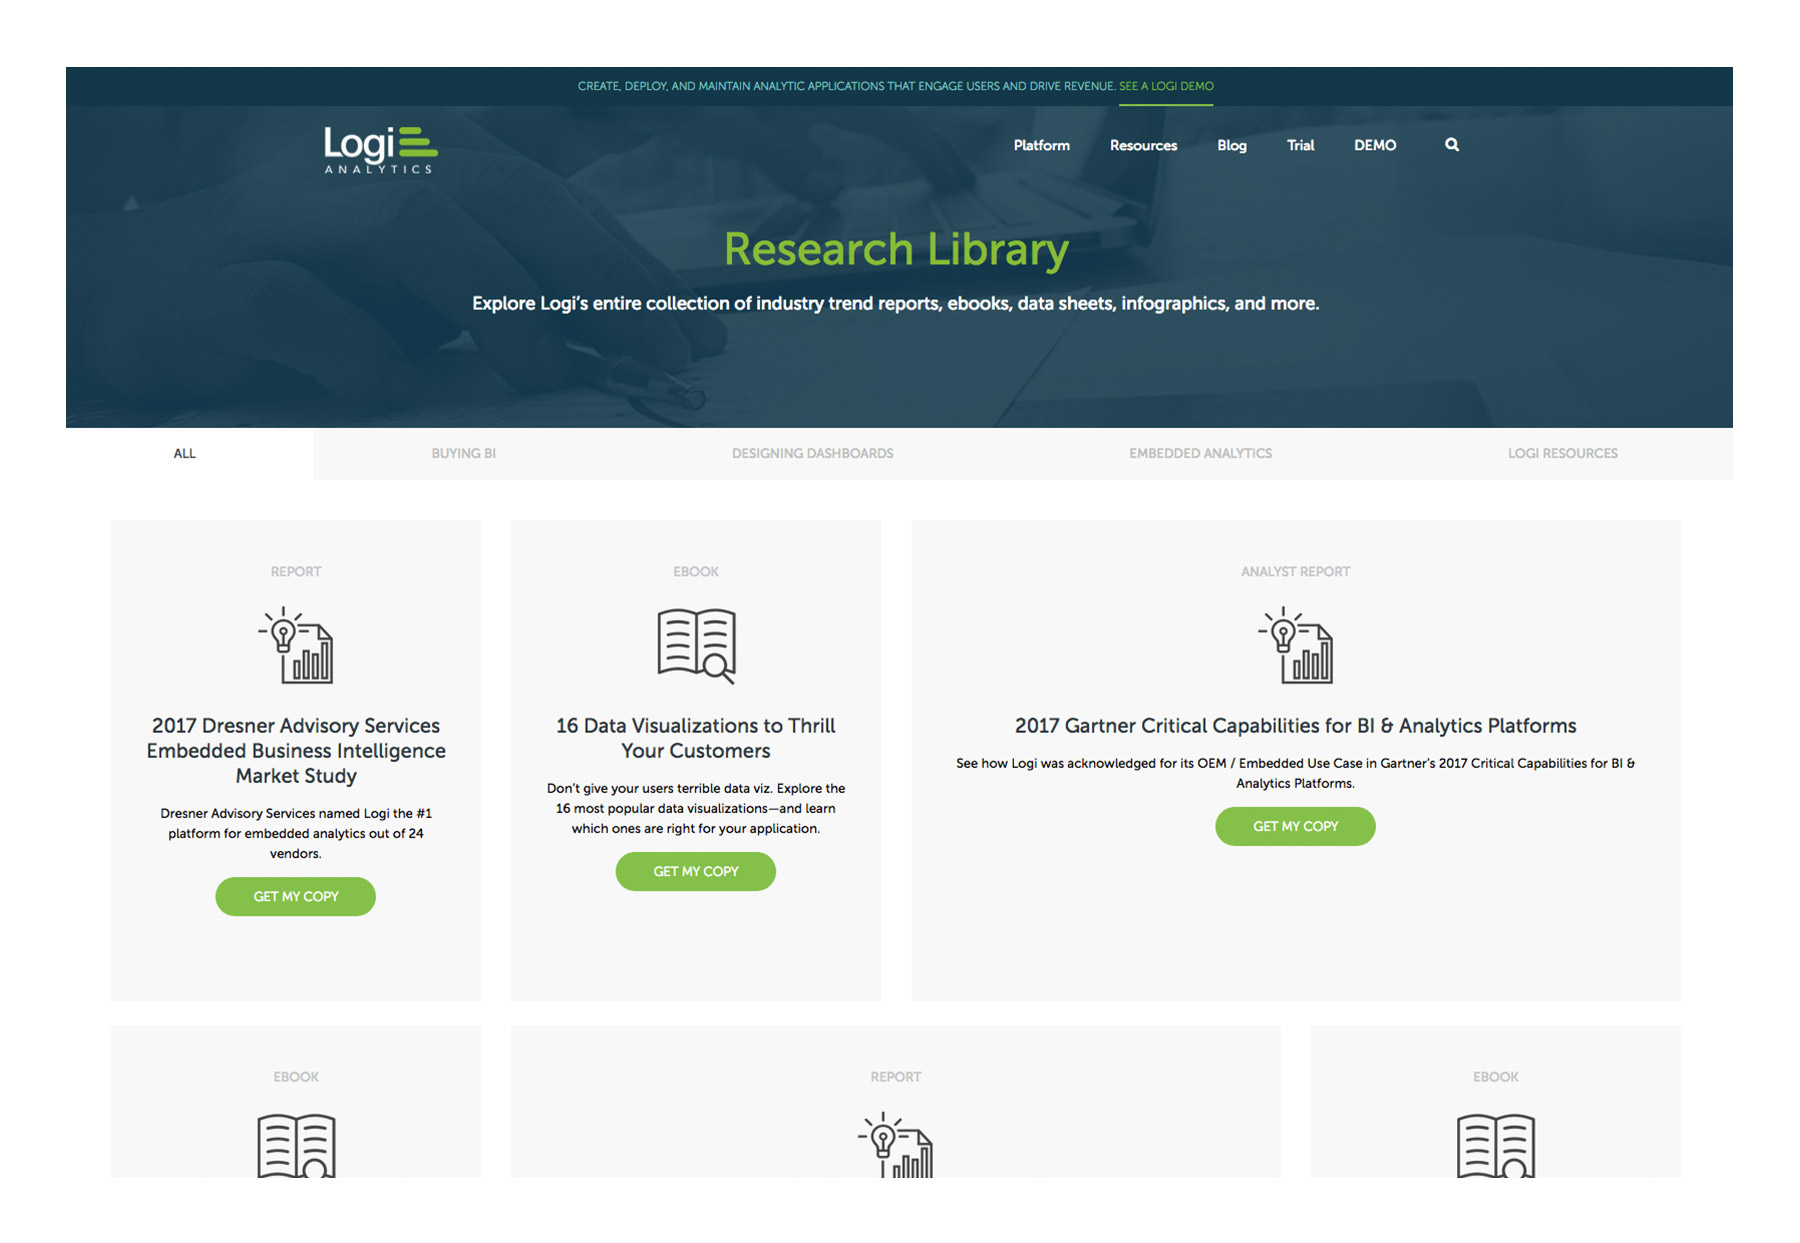 CREATE, DEPLOY, AND MAINTAIN ANALYTIC APPLICATIONS THAT ENGAGE USERS AND DRIVE REVENUE. SEE A LOGI DEMO
Logi
ANALYTICS
Platform Resources Blog Trial DEMO
Research Library
Explore Logi's entire collection of industry trend reports, ebooks, data sheets, infographics, and more.
ALL BUYING BI DESIGNING DASHBOARDS EMBEDDED ANALYTICS LOGI RESOURCES
REPORT
2017 Dresner Advisory Services
Embedded Business Intelligence
Market Study
Dresner Advisory Services named Logi the #1
platform for embedded analytics out of 24
vendors.
GET MY COPY
EBOOK
16 Data Visualizations to Thrill
Your Customers
Don't give your users terrible data viz. Explore the
16 most popular data visualizations—and learn
which ones are right for your application.
GET MY COPY
ANALYST REPORT
2017 Gartner Critical Capabilities for BI & Analytics Platforms
See how Logi was acknowledged for its OEM / Embedded Use Case in Gartner's 2017 Critical Capabilities for BI &
Analytics Platforms.
GET MY COPY
EBOOK
REPORT
EBOOK